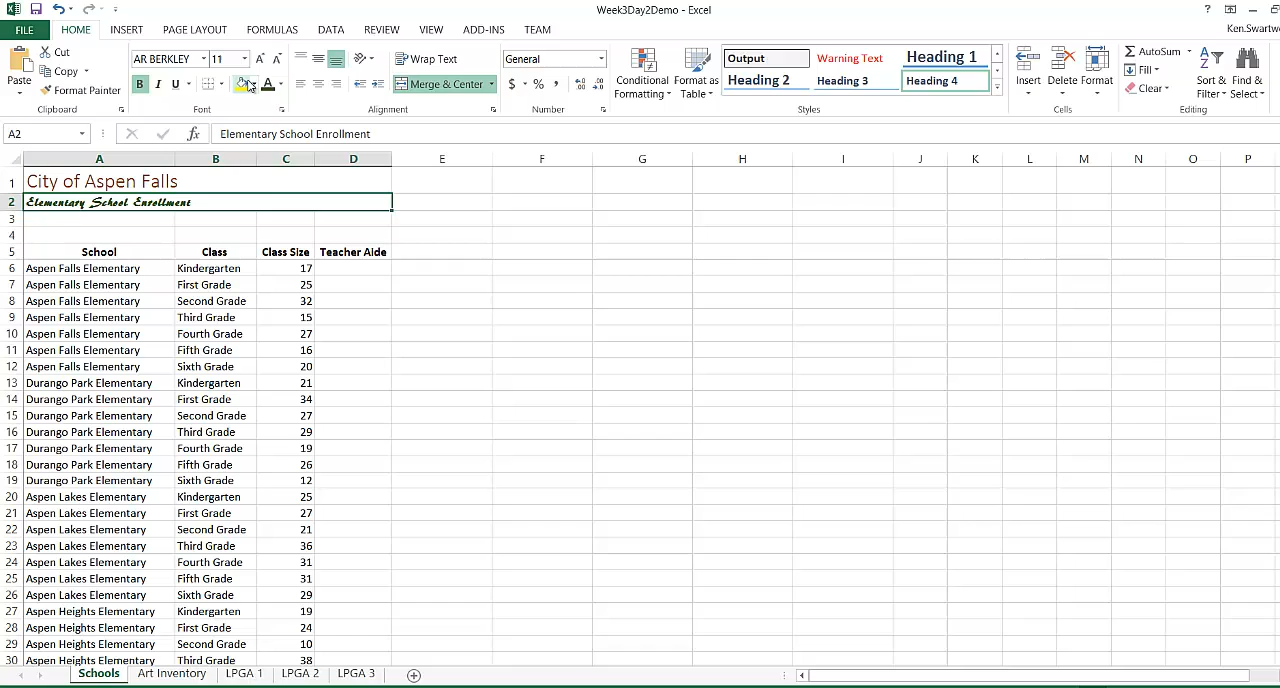 Week3Day2Demo - Excel
FILE HOME INSERT PAGE LAYOUT FORMULAS DATA REVIEW VIEW ADD-INS TEAM
Ken.Swartw
Paste
Cut
Copy
Format Painter
Clipboard
AR BERKLEY 11
B I U A
Font
Wrap Text
Merge & Center
Alignment
General
$ % ,
Number
Conditional Formatting
Format as Table
Output Warning Text Heading 1
Heading 2 Heading 3 Heading 4
Styles
Insert Delete Format
Cells
AutoSum
Fill
Clear
Sort & Filter
Find & Select
Editing
A2 fx Elementary School Enrollment
A B C D E F G H I J K L M N O P
1 City of Aspen Falls
2 Elementary School Enrollment
3
4
5 School Class Class Size Teacher Aide
6 Aspen Falls Elementary Kindergarten 17
7 Aspen Falls Elementary First Grade 25
8 Aspen Falls Elementary Second Grade 32
9 Aspen Falls Elementary Third Grade 15
10 Aspen Falls Elementary Fourth Grade 27
11 Aspen Falls Elementary Fifth Grade 16
12 Aspen Falls Elementary Sixth Grade 20
13 Durango Park Elementary Kindergarten 21
14 Durango Park Elementary First Grade 34
15 Durango Park Elementary Second Grade 27
16 Durango Park Elementary Third Grade 29
17 Durango Park Elementary Fourth Grade 19
18 Durango Park Elementary Fifth Grade 26
19 Durango Park Elementary Sixth Grade 12
20 Aspen Lakes Elementary Kindergarten 25
21 Aspen Lakes Elementary First Grade 27
22 Aspen Lakes Elementary Second Grade 21
23 Aspen Lakes Elementary Third Grade 36
24 Aspen Lakes Elementary Fourth Grade 31
25 Aspen Lakes Elementary Fifth Grade 31
26 Aspen Lakes Elementary Sixth Grade 29
27 Aspen Heights Elementary Kindergarten 19
28 Aspen Heights Elementary First Grade 24
29 Aspen Heights Elementary Second Grade 10
30 Aspen Heights Elementary Third Grade 38
Schools Art Inventory LPGA 1 LPGA 2 LPGA 3